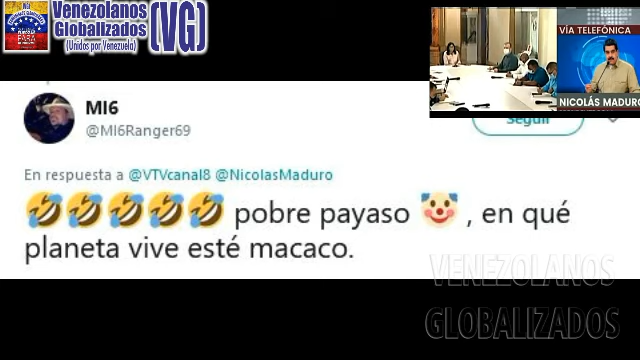 Venezolanos
Globalizados
(Unidos por Venezuela)
(VG)
VÍA TELEFÓNICA
NICOLÁS MADURO
MI6
@MI6Ranger69
Seguir
En respuesta a @VTVcanal8 @NicolasMaduro
🤣🤣🤣🤣🤣 pobre payaso 🤡 , en qué
planeta vive esté macaco.
VENEZOLANOS
GLOBALIZADOS